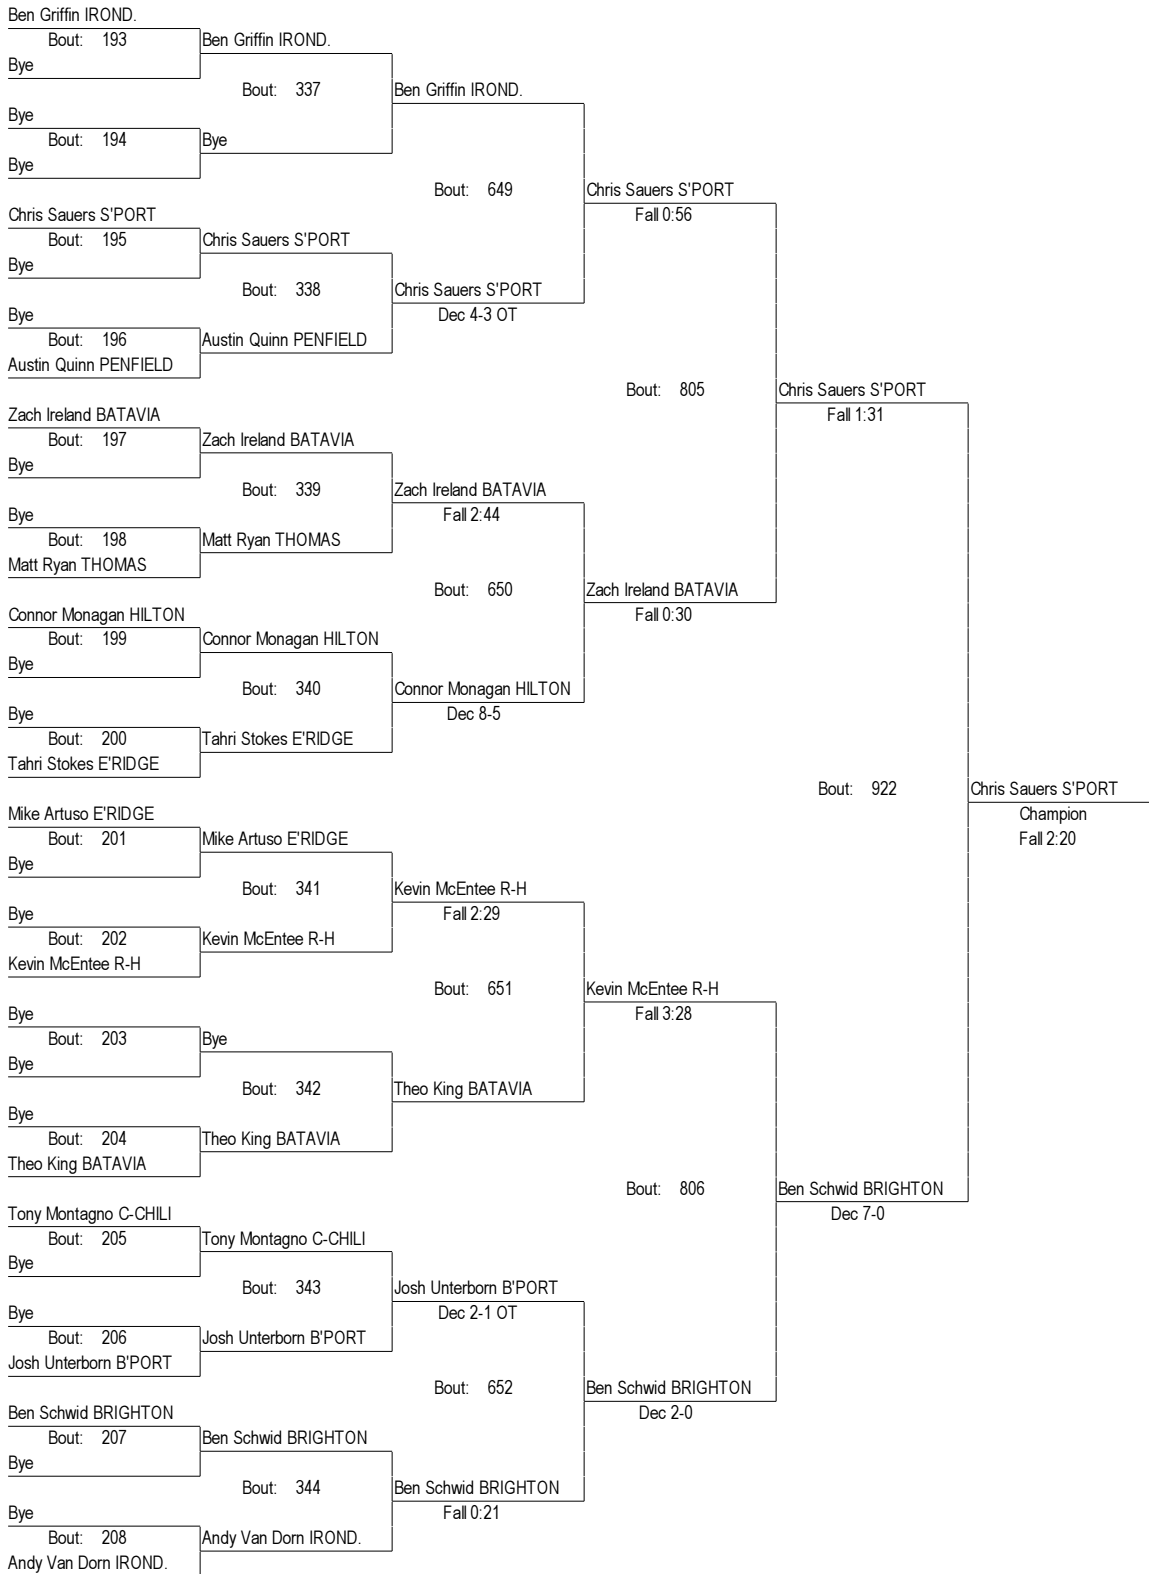 Ben Griffin IROND.
Bout: 193
Ben Griffin IROND.
Bye
Bout: 337
Ben Griffin IROND.
Bye
Bout: 194
Bye
Bye
Bout: 649
Chris Sauers S'PORT
Fall 0:56
Chris Sauers S'PORT
Bout: 195
Chris Sauers S'PORT
Bye
Bout: 338
Chris Sauers S'PORT
Dec 4-3 OT
Bye
Bout: 196
Austin Quinn PENFIELD
Austin Quinn PENFIELD
Bout: 805
Chris Sauers S'PORT
Fall 1:31
Zach Ireland BATAVIA
Bout: 197
Zach Ireland BATAVIA
Bye
Bout: 339
Zach Ireland BATAVIA
Fall 2:44
Bye
Bout: 198
Matt Ryan THOMAS
Matt Ryan THOMAS
Bout: 650
Zach Ireland BATAVIA
Fall 0:30
Connor Monagan HILTON
Bout: 199
Connor Monagan HILTON
Bye
Bout: 340
Connor Monagan HILTON
Dec 8-5
Bye
Bout: 200
Tahri Stokes E'RIDGE
Tahri Stokes E'RIDGE
Bout: 922
Chris Sauers S'PORT
Champion
Fall 2:20
Mike Artuso E'RIDGE
Bout: 201
Mike Artuso E'RIDGE
Bye
Bout: 341
Kevin McEntee R-H
Fall 2:29
Bye
Bout: 202
Kevin McEntee R-H
Kevin McEntee R-H
Bout: 651
Kevin McEntee R-H
Fall 3:28
Bye
Bout: 203
Bye
Bye
Bout: 342
Theo King BATAVIA
Bye
Bout: 204
Theo King BATAVIA
Theo King BATAVIA
Bout: 806
Ben Schwid BRIGHTON
Dec 7-0
Tony Montagno C-CHILI
Bout: 205
Tony Montagno C-CHILI
Bye
Bout: 343
Josh Unterborn B'PORT
Dec 2-1 OT
Bye
Bout: 206
Josh Unterborn B'PORT
Josh Unterborn B'PORT
Bout: 652
Ben Schwid BRIGHTON
Dec 2-0
Ben Schwid BRIGHTON
Bout: 207
Ben Schwid BRIGHTON
Bye
Bout: 344
Ben Schwid BRIGHTON
Fall 0:21
Bye
Bout: 208
Andy Van Dorn IROND.
Andy Van Dorn IROND.